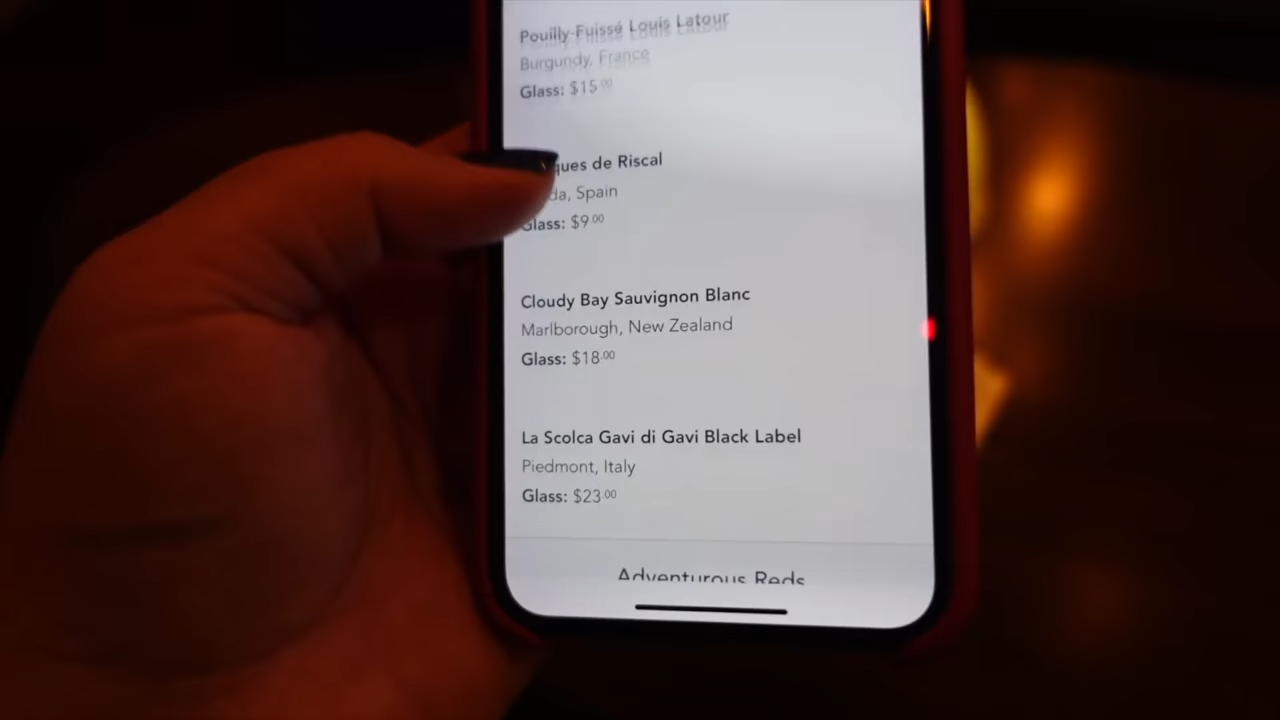 Pouilly-Fuissé Louis Latour
Burgundy, France
Glass: $15.00
de Riscal
Spain
Glass: $9.00
Cloudy Bay Sauvignon Blanc
Marlborough, New Zealand
Glass: $18.00
La Scolca Gavi di Gavi Black Label
Piedmont, Italy
Glass: $23.00
Adventurous Reds